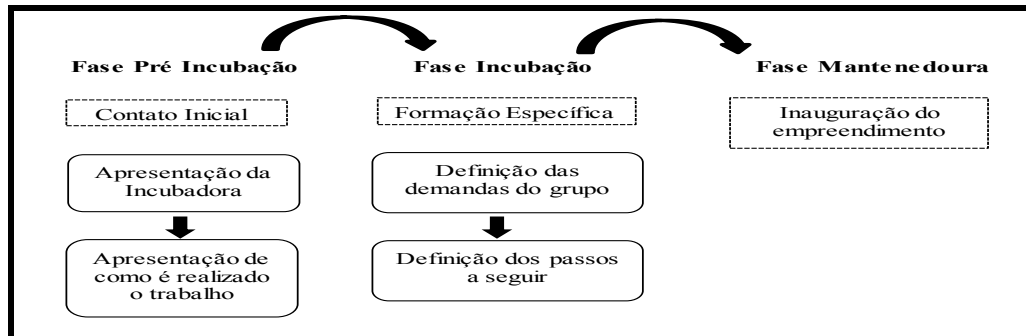 Fase Pré Incubação
Fase Incubação
Fase Mantenedoura
Contato Inicial
Formação Específica
Inauguração do
empreendimento
Apresentação da
Incubadora
Definição das
demandas do grupo
Apresentação de
como é realizado
o trabalho
Definição dos passos
a seguir